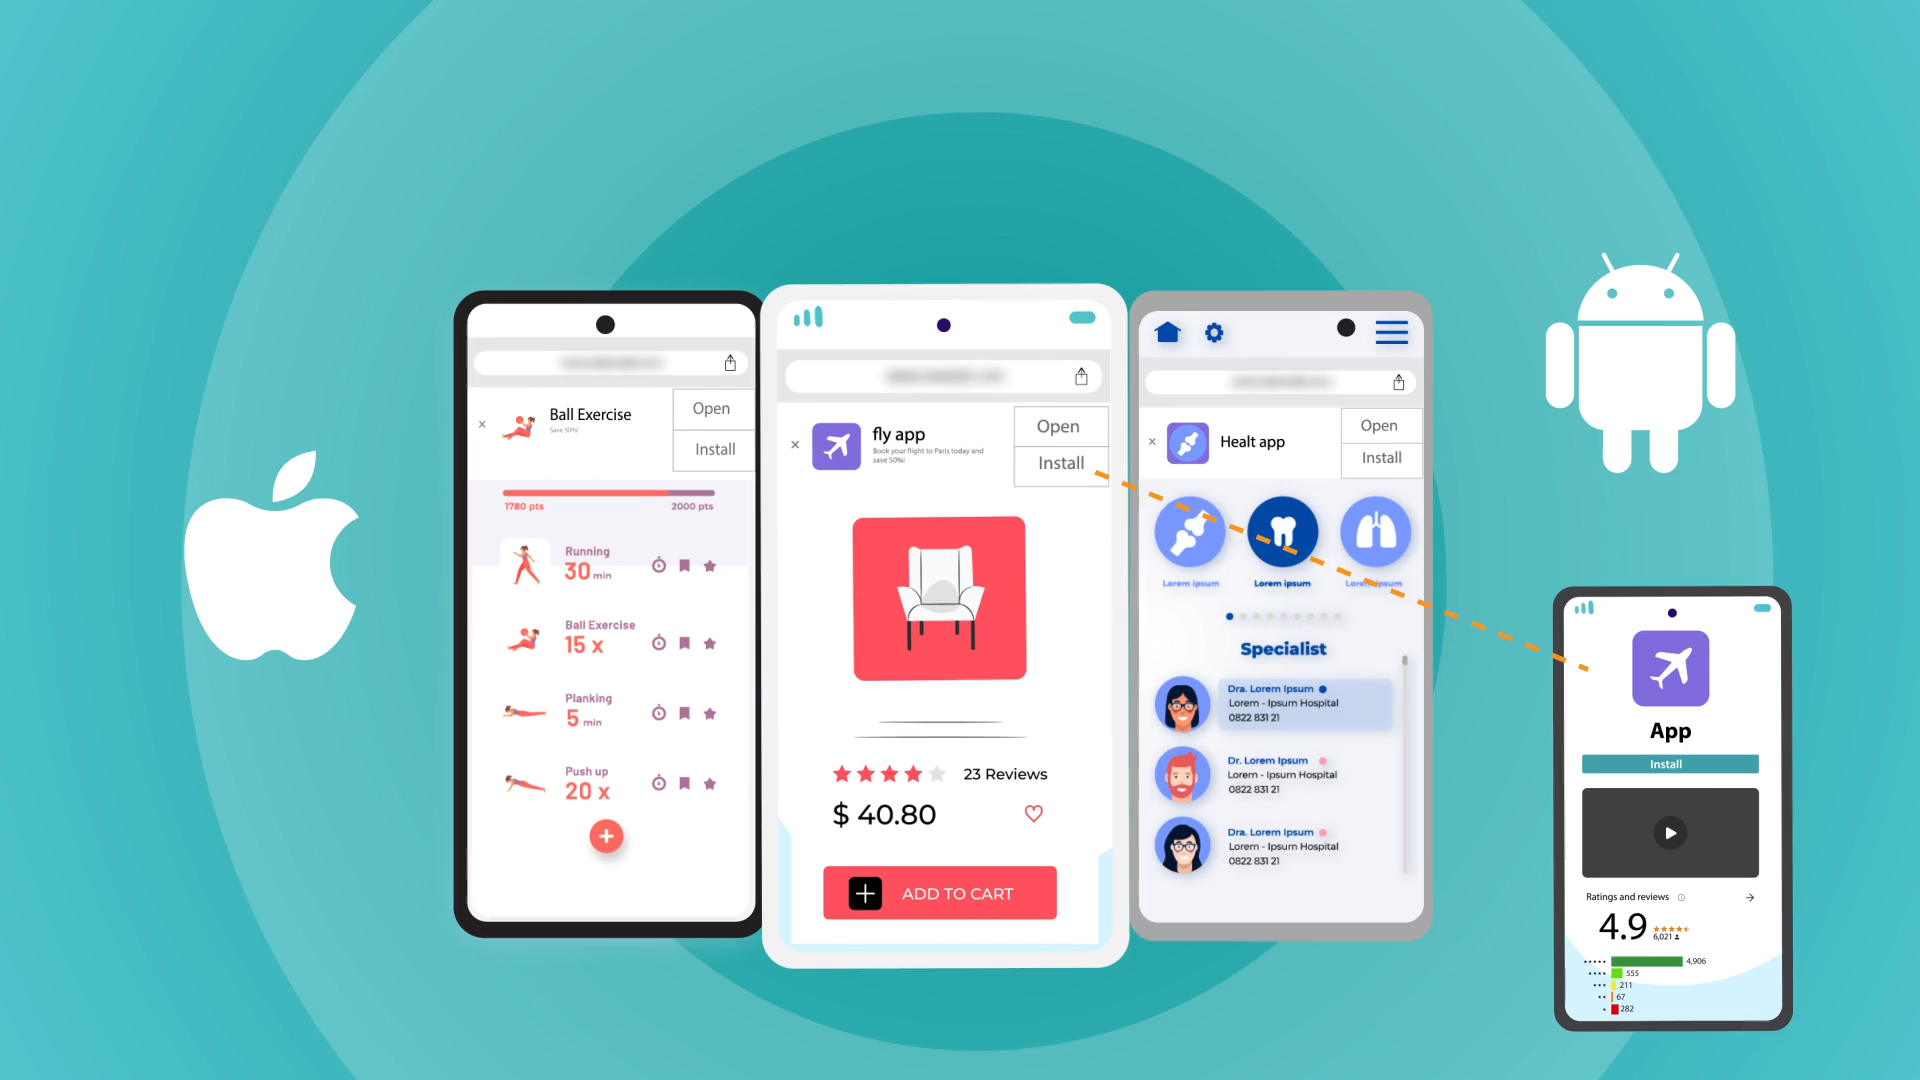 Ball Exercise
Save 50%!
Open
Install
1780 pts
2000 pts
Running
30 min
Ball Exercise
15 x
Planking
5 min
Push up
20 x
fly app
Book your flight to Paris today and
save 50%!
Open
Install
23 Reviews
$ 40.80
ADD TO CART
Healt app
Open
Install
Lorem ipsum
Lorem ipsum
Lorem ipsum
Specialist
Dra. Lorem Ipsum
Lorem - Ipsum Hospital
0822 831 21
Dr. Lorem Ipsum
Lorem - Ipsum Hospital
0822 831 21
Dra. Lorem Ipsum
Lorem - Ipsum Hospital
0822 831 21
App
Install
Ratings and reviews
4.9
6,021
4,906
555
211
67
282